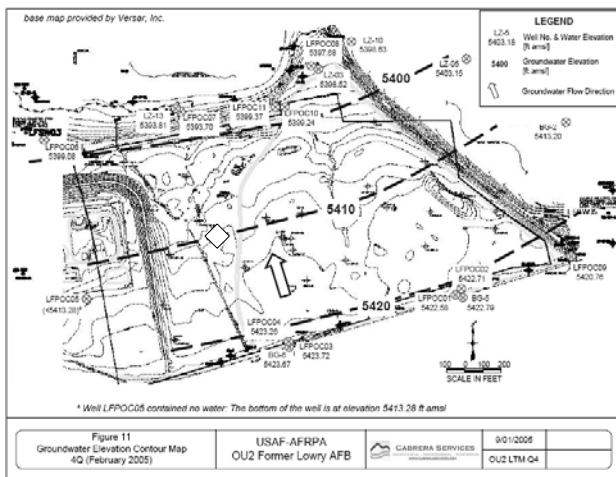 base map provided by Versar, Inc.
LEGEND
LZ-5
5403.18
Well No. & Water Elevation
[ft amsl]
5400
Groundwater Elevation
[ft amsl]
Groundwater Flow Direction
LFPOC08
5397.68
LZ-10
5398.63
LZ-03
5398.52
5400
LZ-06
5403.15
BG-2
5413.20
LZ-13
5393.81
LFPOC07
5393.70
LFPOC11
5399.37
LFPOC10
5399.24
LFPOC06
5399.08
5410
LFPOC05
(<5413.28)*
5420
LFPOC04
5423.26
BG-6
5423.67
LFPOC03
5423.72
LFPOC01
5422.58
LFPOC02
5422.71
BG-5
5422.79
LFPOC09
5420.76
100 0 100 200
SCALE IN FEET
* Well LFPOC05 contained no water: The bottom of the well is at elevation 5413.28 ft amsl
Figure 11
Groundwater Elevation Contour Map
4Q (February 2005)
USAF-AFRPA
OU2 Former Lowry AFB
CABRERA SERVICES
9/01/2006
OU2 LTM Q4